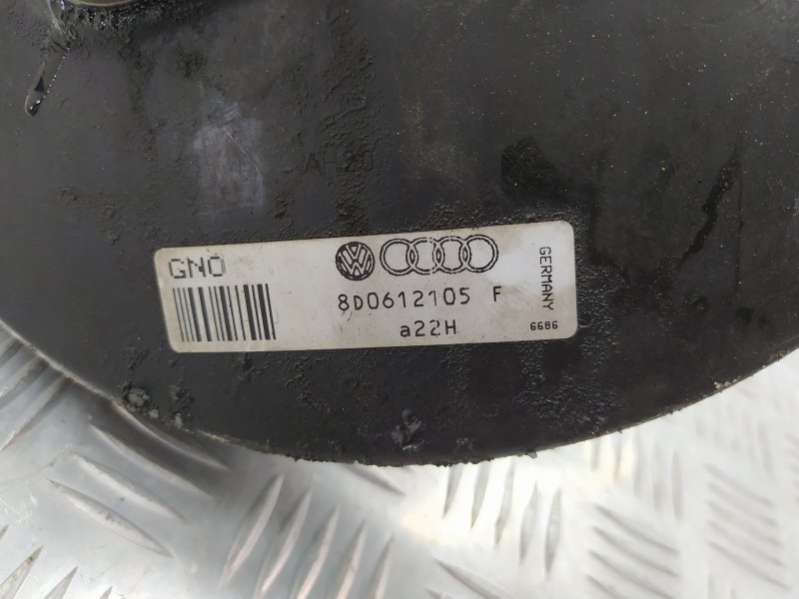 GNO
8D0612105 F
a22H
GERMANY
6686